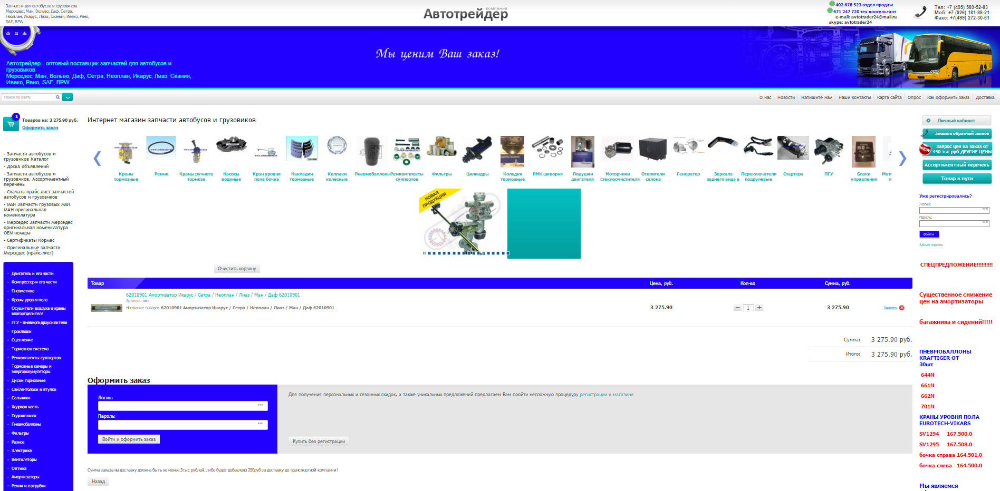 Запчасти для автобусов и грузовиков
Мерседес, Ман, Вольво, Даф, Сетра,
Неоплан, Икарус, Лиаз, Скания, Ивеко, Рено,
SAF, BPW
компания
Автотрейдер
402 678 523 отдел продаж
671 247 720 тех консультант
e-mail: avtotrader24@mail.ru
skype: avtotrader24
Тел: +7 (495) 589-52-83
Моб: +7 (926) 181-88-21
Факс: +7(499) 272-30-61
Мы ценим Ваш заказ!
Автотрейдер - оптовый поставщик запчастей для автобусов и
грузовиков
Мерседес, Ман, Вольво, Даф, Сетра, Неоплан, Икарус, Лиаз, Скания,
Ивеко, Рено, SAF, BPW
Поиск по сайту
О нас
Новости
Напишите нам
Наши контакты
Карта сайта
Опрос
Как оформить заказ
Доставка
1
Товаров на: 3 275.90 руб.
Оформить заказ
- Запчасти автобусов и
грузовиков Каталог
- Доска объявлений
- Запчасти автобусов и
грузовиков. Ассортиментный
перечень
- Скачать прайс-лист запчастей
автобусов и грузовиков
- MAN Запчасти грузовых MAN
МАН оригинальная
номенклатура
- Мерседес Запчасти Мерседес
оригинальная номенклатура
OEM номера
- Сертификаты Кормас
- Оригинальные запчасти
Мерседес (прайс-лист)
Двигатель и его части
Компрессор и его части
Пневматика
Краны уровня пола
Осушители воздуха и краны
влагоотделителя
ПГУ - пневмогидроусилители
Прокладки
Сцепление
Тормозная система
Ремкомплекты суппортов
Тормозные камеры и
энергоаккумуляторы
Диски тормозные
Сайлентблоки и втулки
Сальники
Ходовая часть
Подшипники
Пневмобаллоны
Фильтры
Разное
Электрика
Вентиляторы
Оптика
Амортизаторы
Ремни и патрубки
Интернет магазин запчасти автобусов и грузовиков
228 ММ
KS 50
Краны
тормозные
Ремни
Краны ручного
тормоза
Насосы
водяные
Кран уровня
пола бочка
Накладки
тормозные
Колпаки
колесные
Пневмобаллоны
Ремкомплекты
суппортов
Фильтры
Цилиндры
Колодки
тормозные
РМК шкворня
Подушки
двигателя
Моторчики
стеклоочистителя
Отопители
салона
Генератор
Зеркала
заднего вида в
Переключатели
подрулевые
Стартера
ПГУ
Блоки
управления
НОВАЯ
ПРОДУКЦИЯ
Очистить корзину
Товар
Цена, руб.
Кол-во
Сумма, руб.
62010901 Амортизатор Икарус / Сетра / Неоплан / Лиаз / Ман / Даф 62010901
Артикул: нет
Название товара: 62010901 Амортизатор Икарус / Сетра / Неоплан / Лиаз / Ман / Даф 62010901
3 275.90
1
3 275.90
Удалить
Сумма: 3 275.90 руб.
Итого: 3 275.90 руб.
Оформить заказ
Логин:
Пароль:
Войти и оформить заказ
Для получения персональных и сезонных скидок, а также уникальных предложений предлагаем Вам пройти несложную процедуру регистрации в магазине
Купить без регистрации
Сумма заказа на доставку должна быть не менее 3тыс рублей, либо будет добавлено 250руб за доставку до транспортной компании!
Назад
Личный кабинет
Заказать обратный звонок
NEW
Запрос цен на заказ от
150 тыс руб ДРУГИЕ ЦЕНЫ
Ассортиментный перечень
Товар в пути
Уже регистрировались?
Логин:
Пароль:
Войти
Забыл пароль
СПЕЦПРЕДЛОЖЕНИЕ!!!!!!!!!!
Существенное снижение
цен на амортизаторы
багажника и сидений!!!!!
ПНЕВМОБАЛЛОНЫ
KRAFTIGER ОТ
30шт
644N
661N
662N
701N
КРАНЫ УРОВНЯ ПОЛА
EUROTECH-VIKARS
SV1294 167.500.0
SV1295 167.508.0
бочка справа 164.501.0
бочка слева 164.500.0
Мы являемся